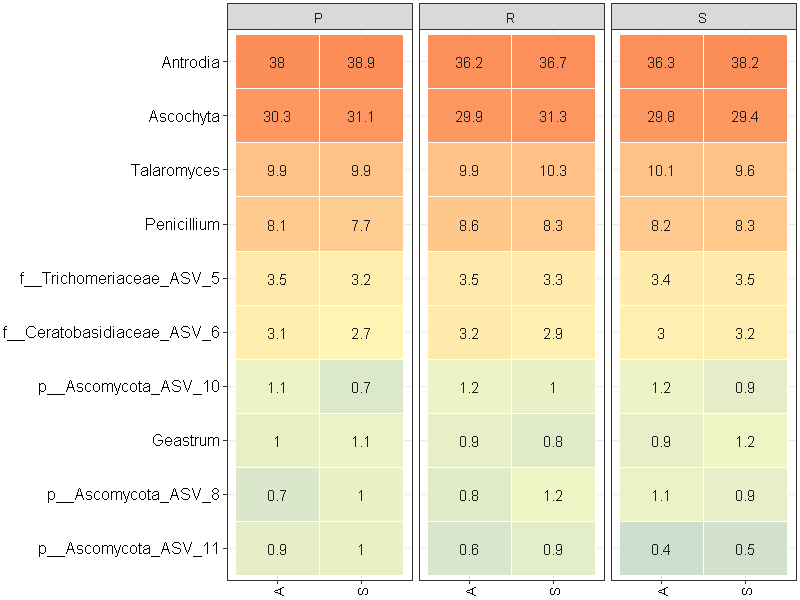 P R S
Antrodia 38 38.9 36.2 36.7 36.3 38.2
Ascochyta 30.3 31.1 29.9 31.3 29.8 29.4
Talaromyces 9.9 9.9 9.9 10.3 10.1 9.6
Penicillium 8.1 7.7 8.6 8.3 8.2 8.3
f__Trichomeriaceae_ASV_5 3.5 3.2 3.5 3.3 3.4 3.5
f__Ceratobasidiaceae_ASV_6 3.1 2.7 3.2 2.9 3 3.2
p__Ascomycota_ASV_10 1.1 0.7 1.2 1 1.2 0.9
Geastrum 1 1.1 0.9 0.8 0.9 1.2
p__Ascomycota_ASV_8 0.7 1 0.8 1.2 1.1 0.9
p__Ascomycota_ASV_11 0.9 1 0.6 0.9 0.4 0.5
A S A S A S